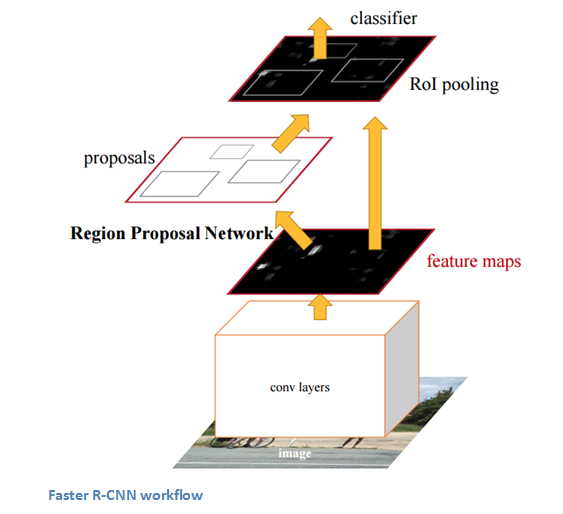 classifier
RoI pooling
proposals
Region Proposal Network
feature maps
conv layers
image
Faster R-CNN workflow